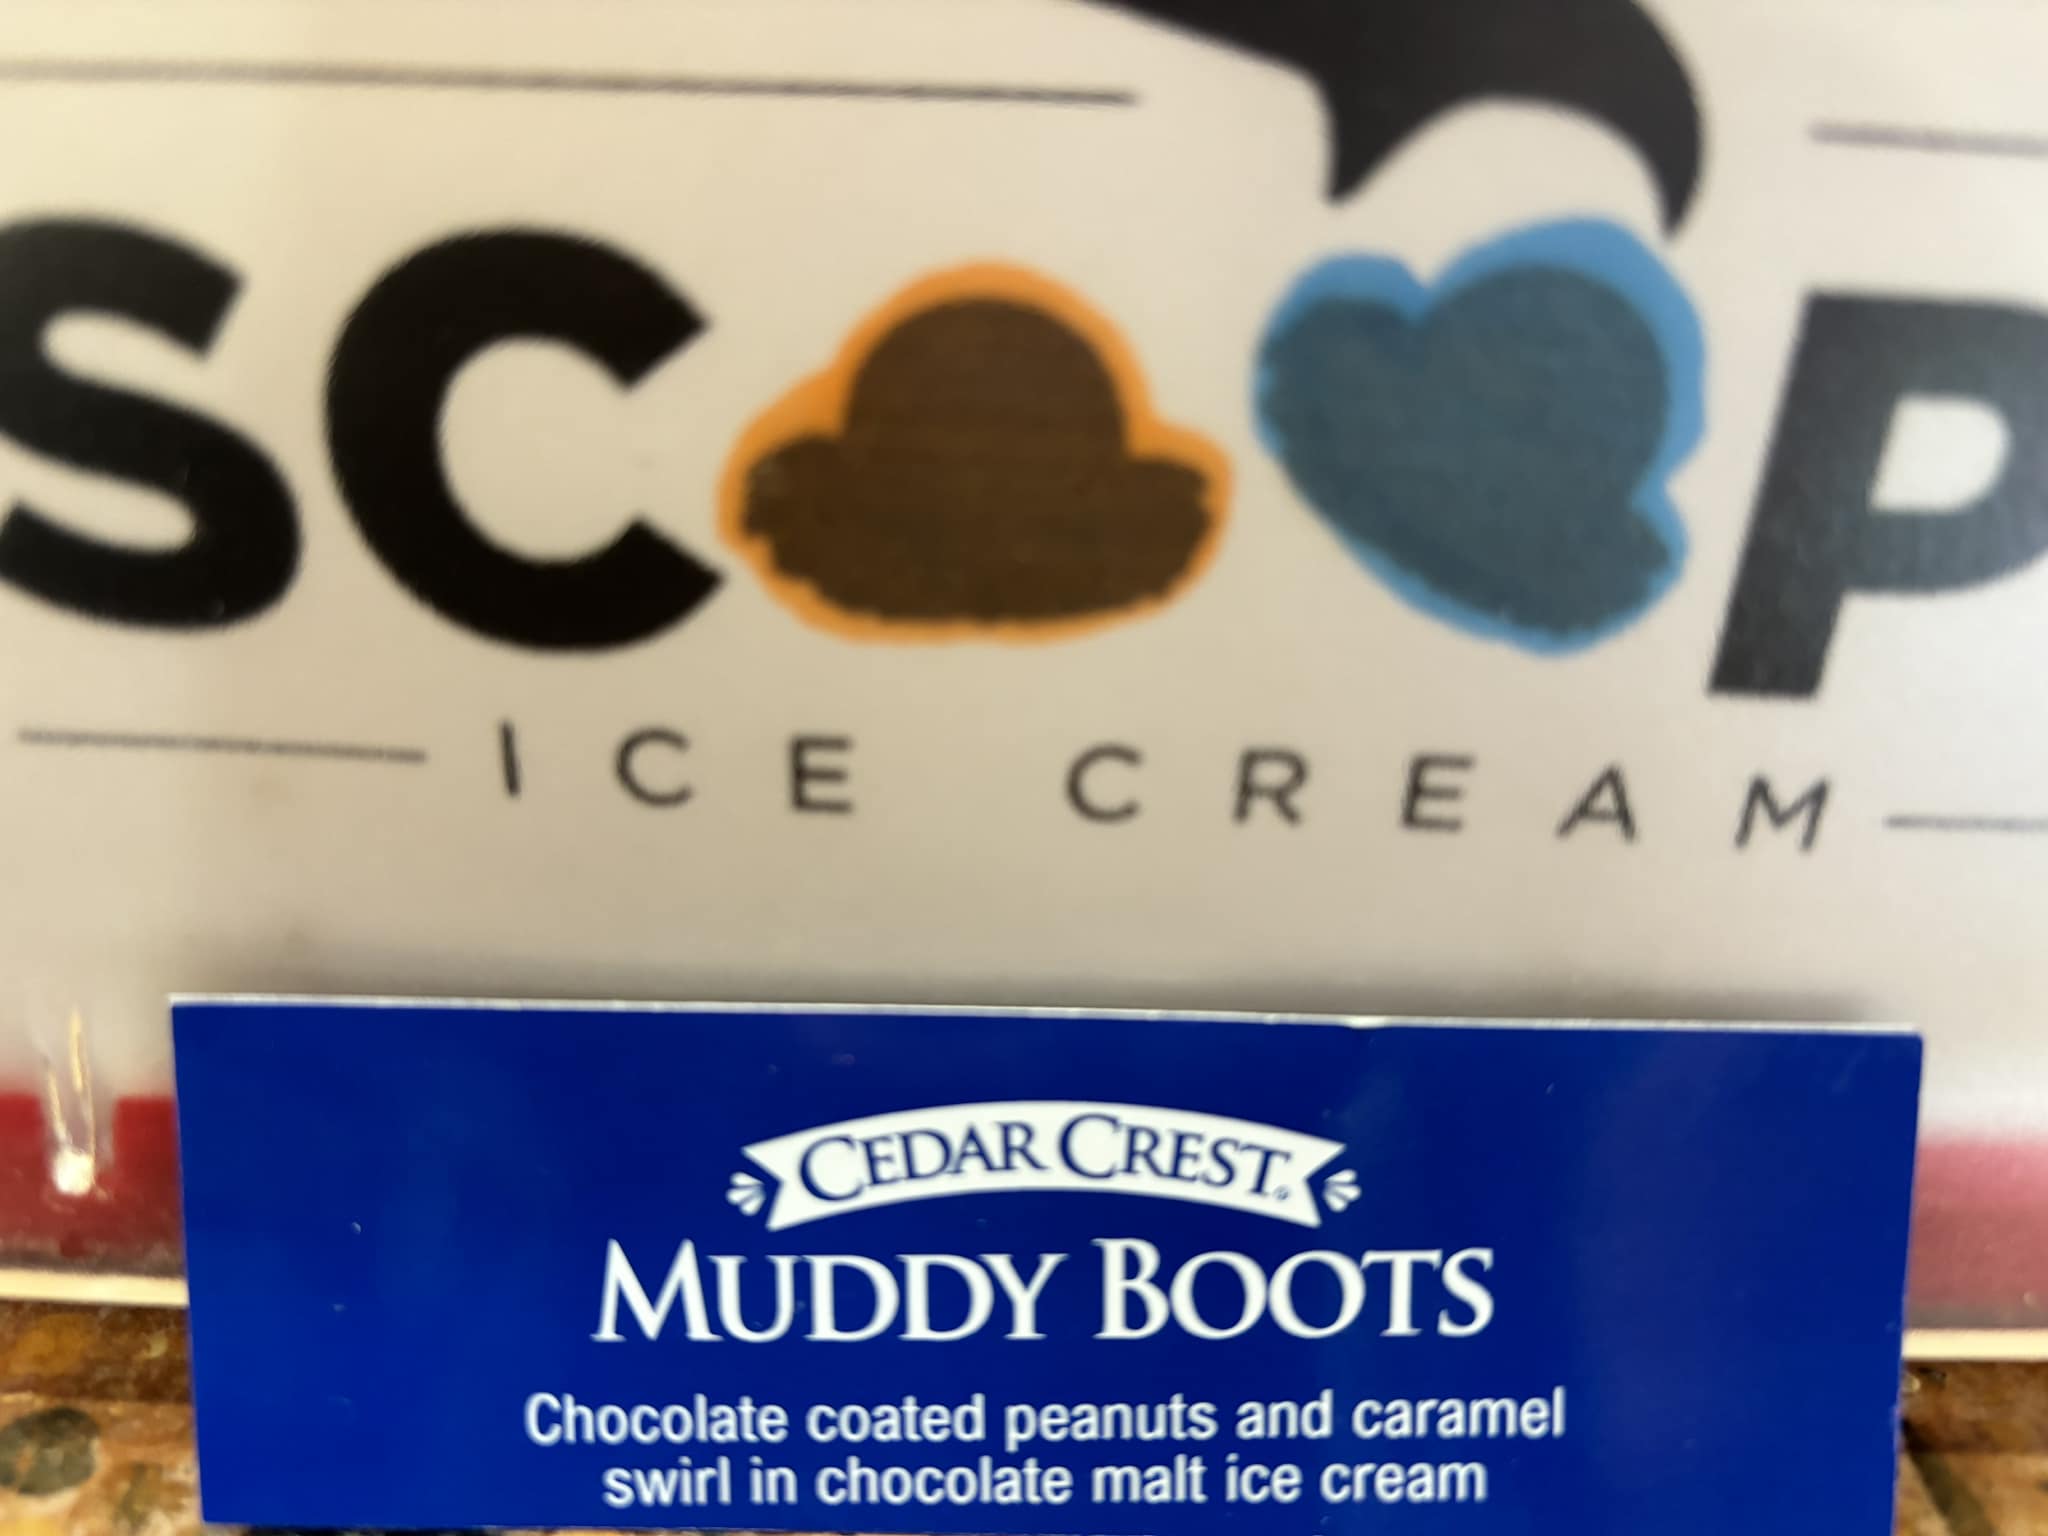 SCOOP
ICE CREAM
CEDAR CREST®
MUDDY BOOTS
Chocolate coated peanuts and caramel
swirl in chocolate malt ice cream